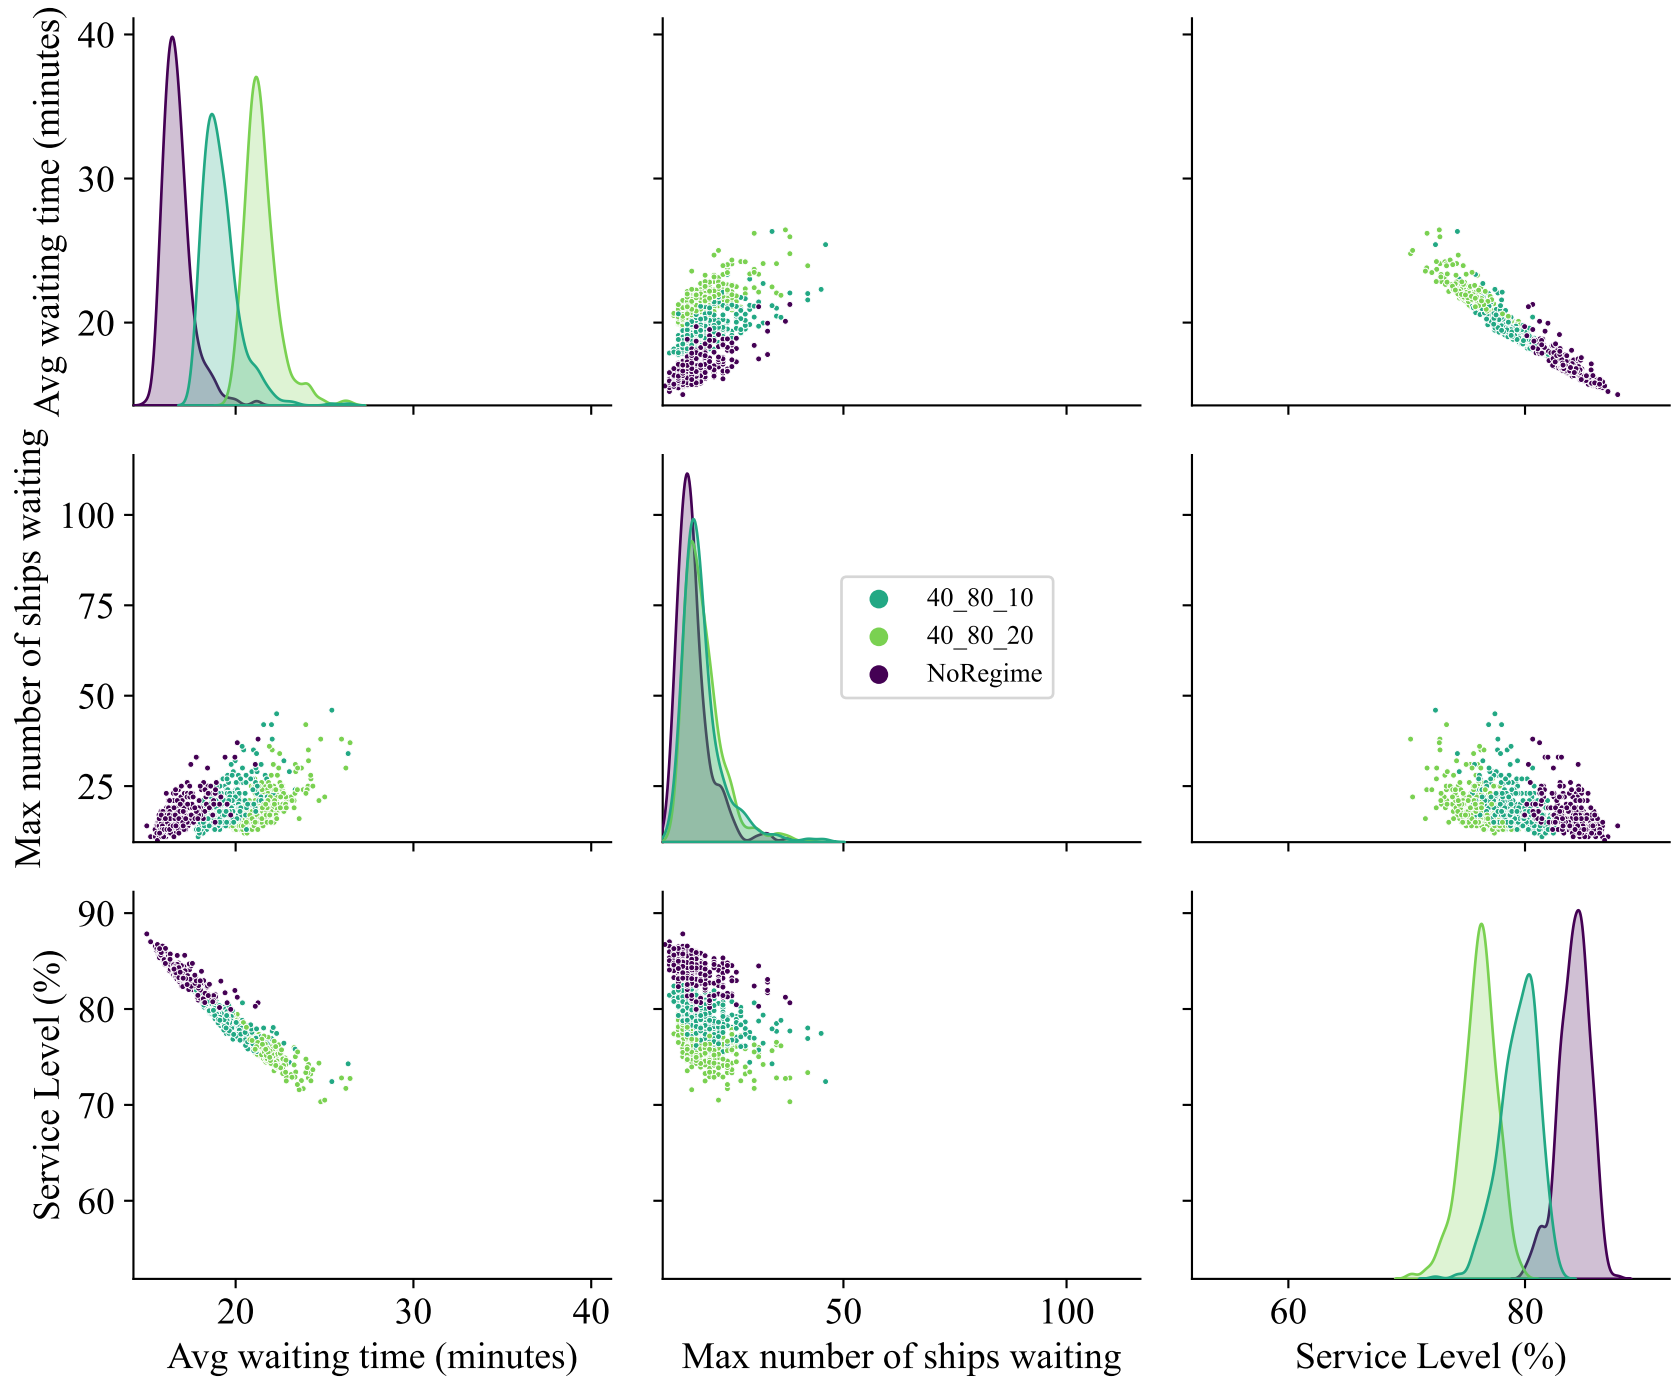 Avg waiting time (minutes)
40
30
20
Max number of ships waiting
100
75
50
25
40_80_10
40_80_20
NoRegime
Service Level (%)
90
80
70
60
20
30
40
50
100
60
80
Avg waiting time (minutes)
Max number of ships waiting
Service Level (%)